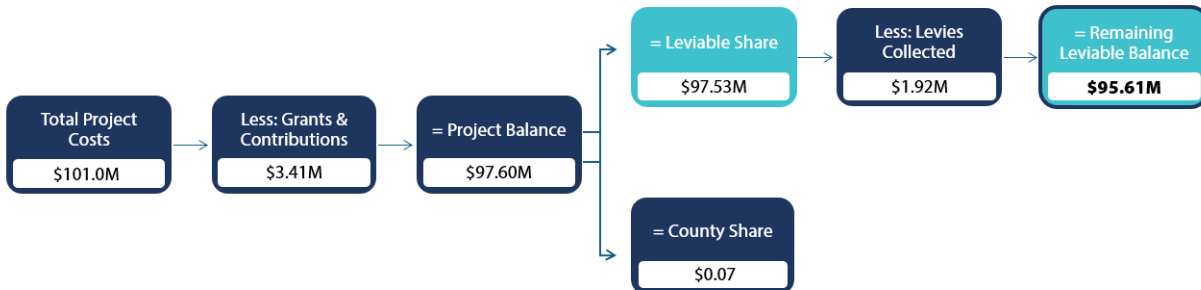 Total Project
Costs
$101.0M
Less: Grants &
Contributions
$3.41M
= Project Balance
$97.60M
= Leviable Share
$97.53M
Less: Levies
Collected
$1.92M
= Remaining
Leviable Balance
$95.61M
= County Share
$0.07